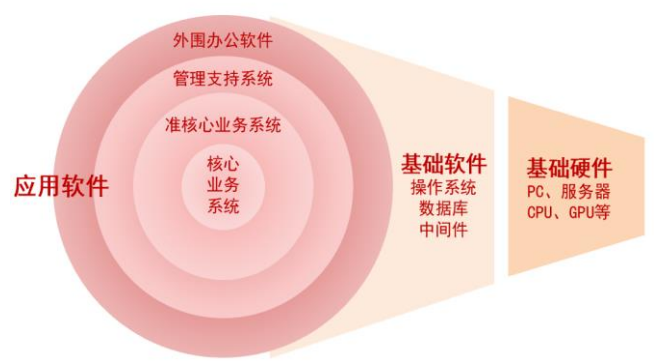 外围办公软件
管理支持系统
准核心业务系统
核心
业务
系统
应用软件
基础软件
操作系统
数据库
中间件
基础硬件
PC、服务器
CPU、GPU等